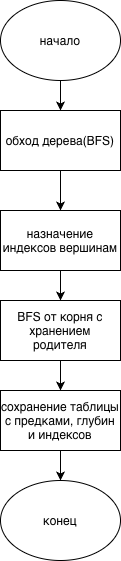 начало
обход дерева(BFS)
назначение
индексов вершинам
BFS от корня с
хранением
родителя
сохранение таблицы
с предками, глубин
и индексов
конец